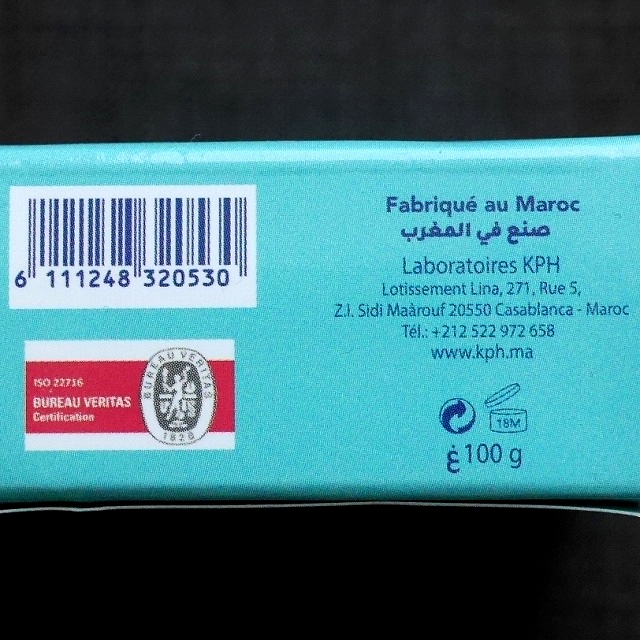 6 111248 320530
ISO 22716
BUREAU VERITAS
Certification
BUREAU VERITAS
1828
Fabriqué au Maroc
صنع في المغرب
Laboratoires KPH
Lotissement Lina, 271, Rue 5,
Z.I. Sidi Maàrouf 20550 Casablanca - Maroc
Tél.: +212 522 972 658
www.kph.ma
18M
غ 100 g